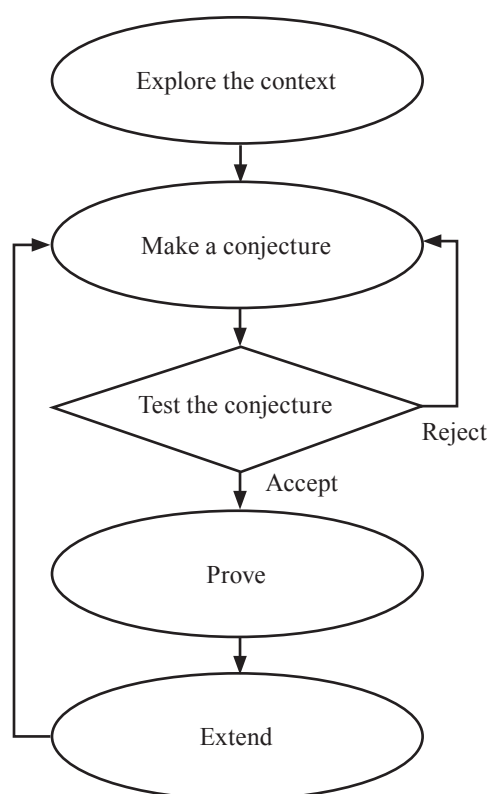 Explore the context
Make a conjecture
Test the conjecture
Reject
Accept
Prove
Extend